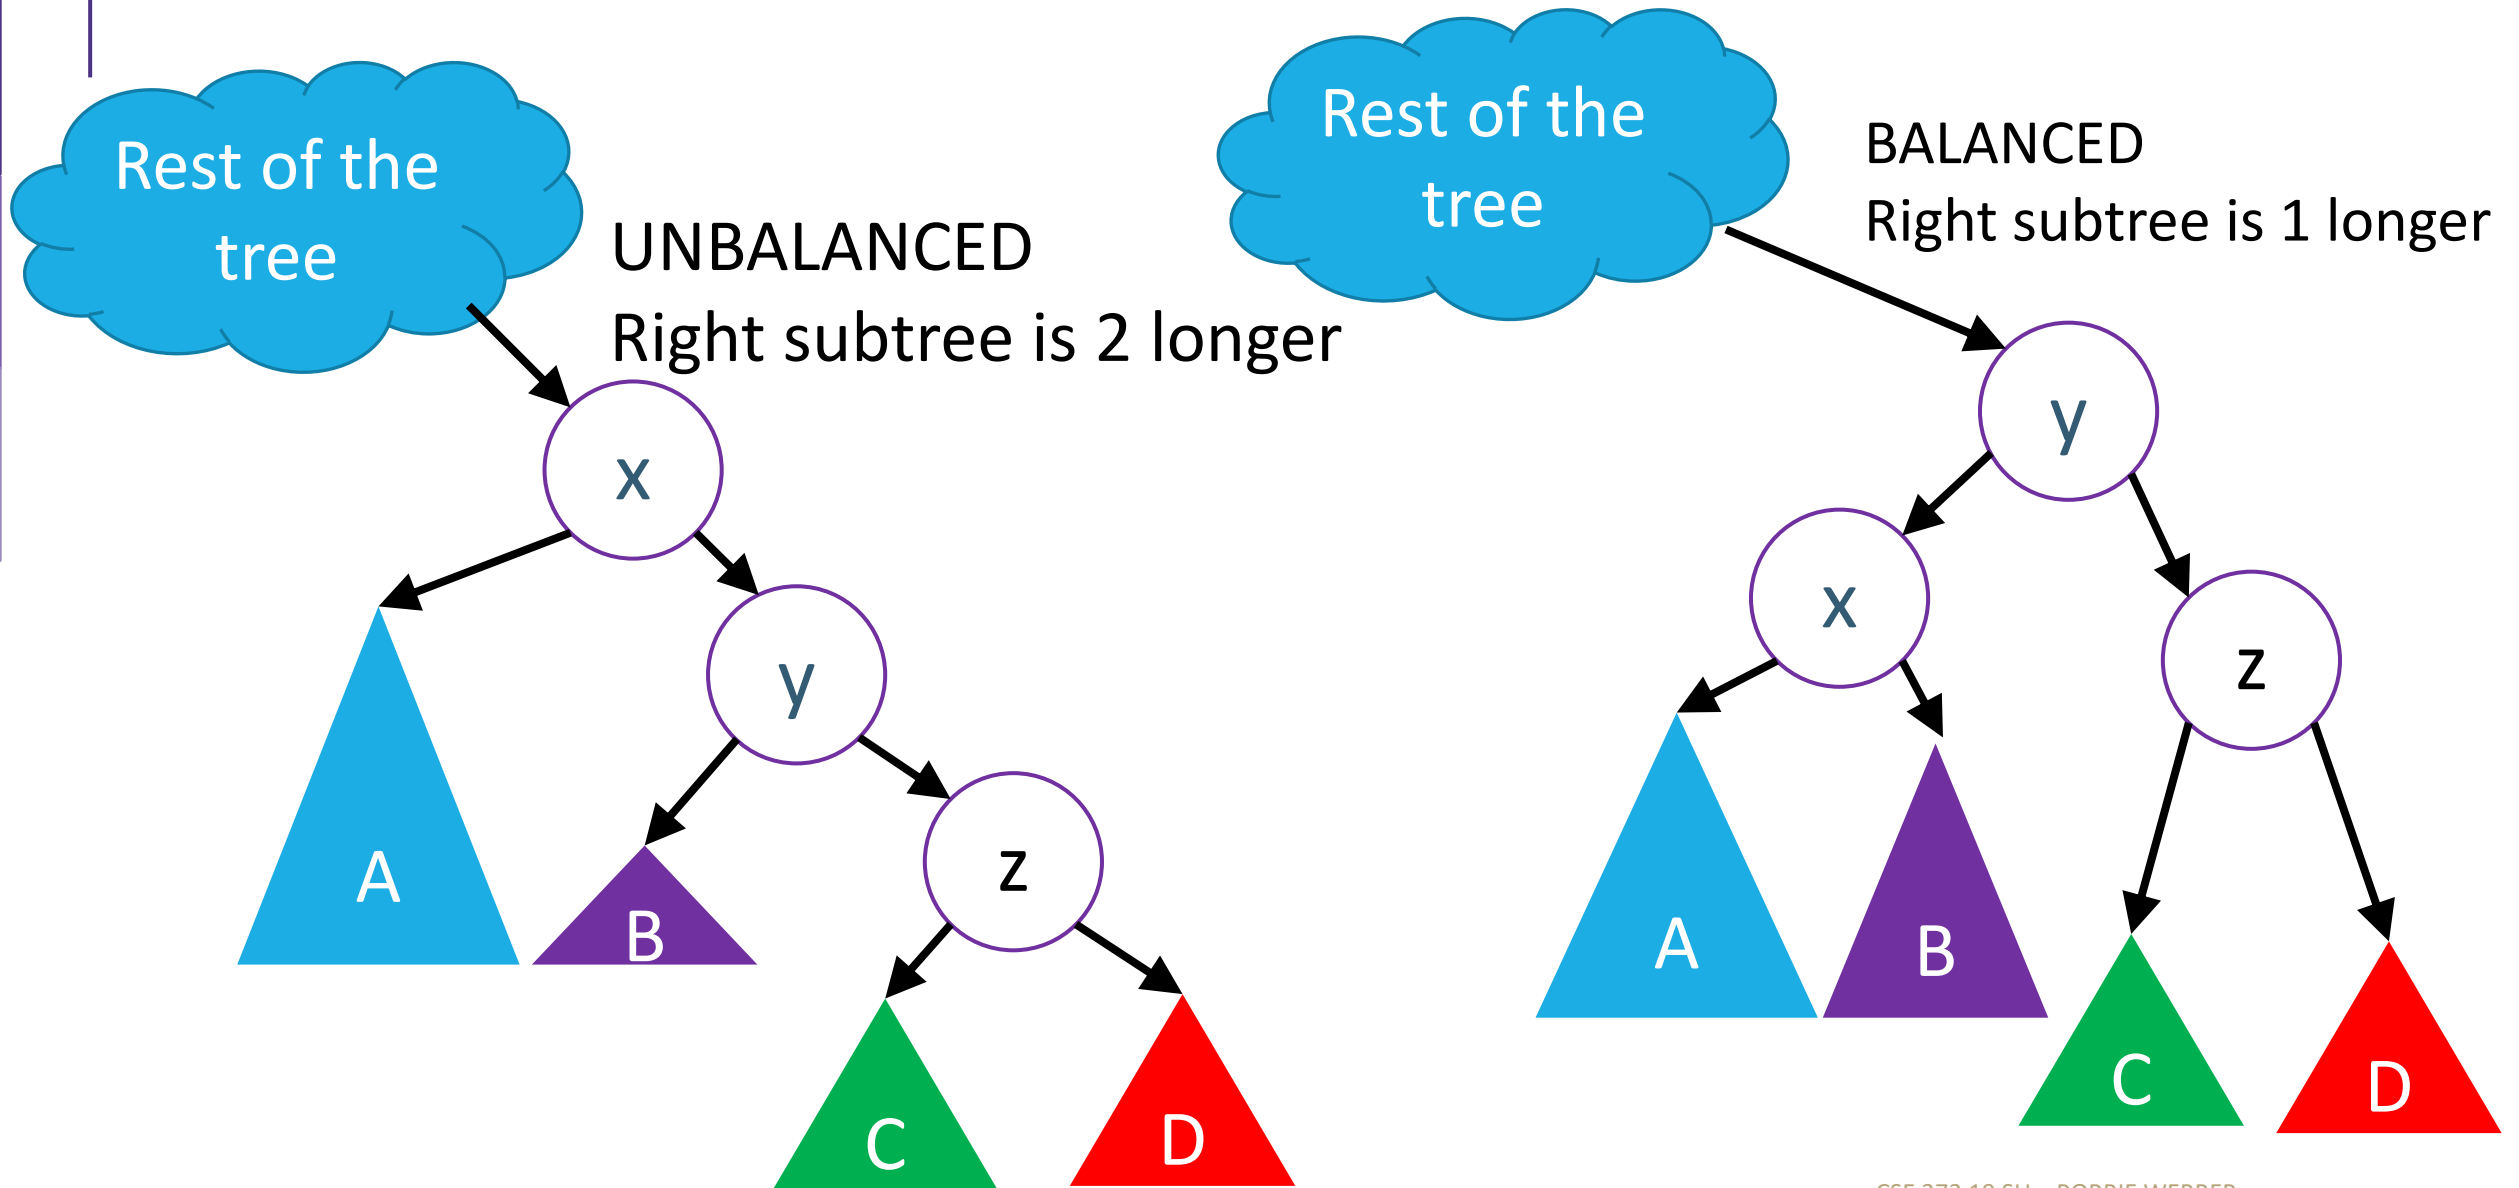 Rest of the
tree
UNBALANCED
Right subtree is 2 longer
x
y
z
A
B
C
D
Rest of the
tree
BALANCED
Right subtree is 1 longer
y
x
z
A
B
C
D